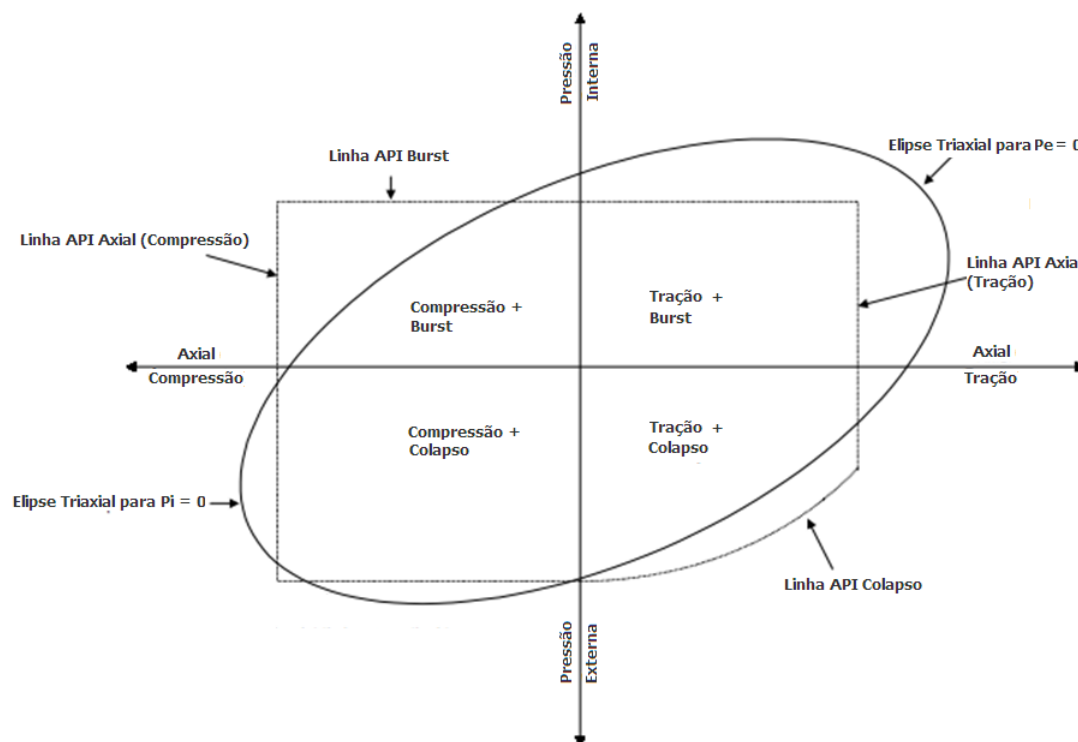 Pressão
Interna
Linha API Burst
Elipse Triaxial para Pe = 0
Linha API Axial (Compressão)
Linha API Axia
(Tração)
Compressão +
Burst
Tração +
Burst
Axial
Compressão
Axial
Tração
Compressão +
Colapso
Tração +
Colapso
Elipse Triaxial para Pi = 0
Linha API Colapso
Pressão
Externa